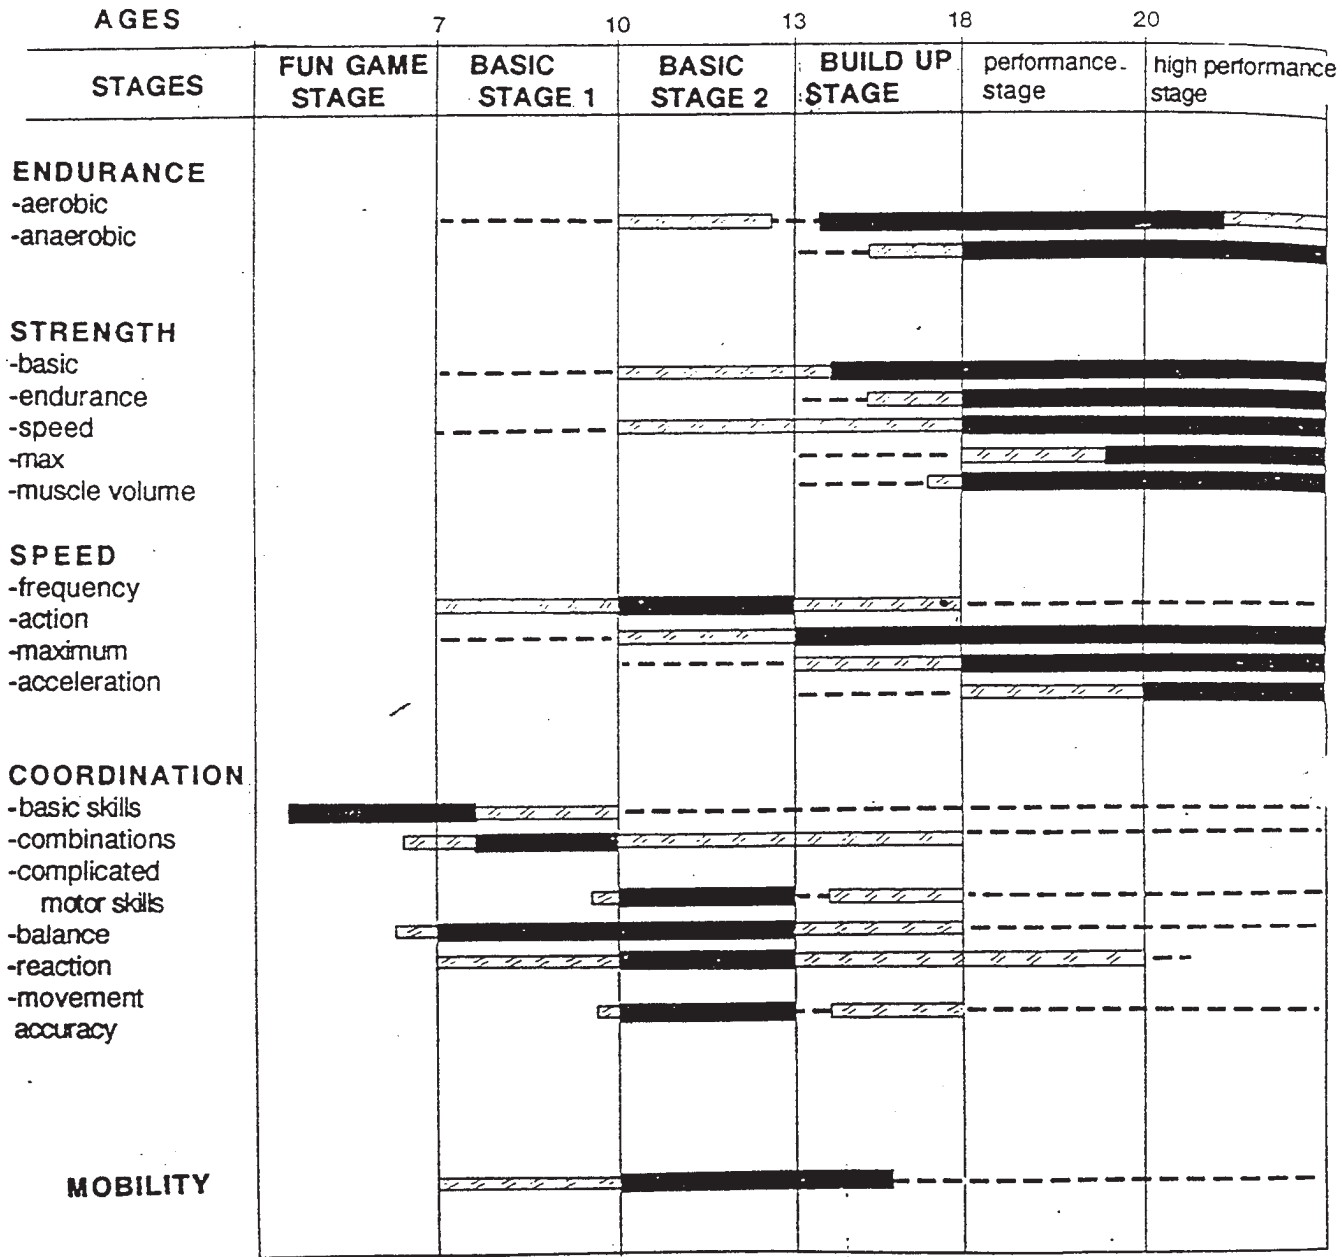 AGES 7 10 13 18 20
STAGES
FUN GAME
STAGE
BASIC
STAGE 1
BASIC
STAGE 2
BUILD UP
STAGE
performance
stage
high performance
stage
ENDURANCE
-aerobic
-anaerobic
STRENGTH
-basic
-endurance
-speed
-max
-muscle volume
SPEED
-frequency
-action
-maximum
-acceleration
COORDINATION
-basic skills
-combinations
-complicated
motor skills
-balance
-reaction
-movement
accuracy
MOBILITY